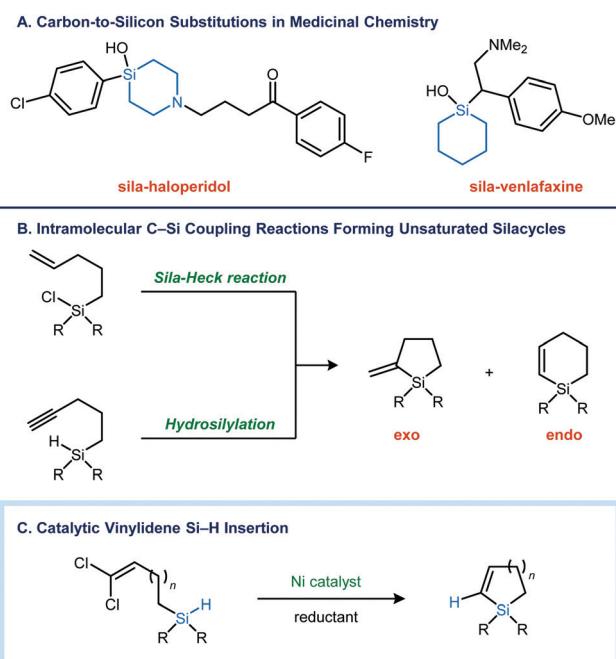 A. Carbon-to-Silicon Substitutions in Medicinal Chemistry
HO
Si
Cl
N
O
F
sila-haloperidol
NMe2
HO
Si
OMe
sila-venlafaxine
B. Intramolecular C–Si Coupling Reactions Forming Unsaturated Silacycles
Cl
Si
R R
Sila-Heck reaction
H
Si
R R
Hydrosilylation
Si
R R
exo
+
Si
R R
endo
C. Catalytic Vinylidene Si–H Insertion
Cl
Cl
( )n
H
Si
R R
Ni catalyst
reductant
( )n
H
Si
R R